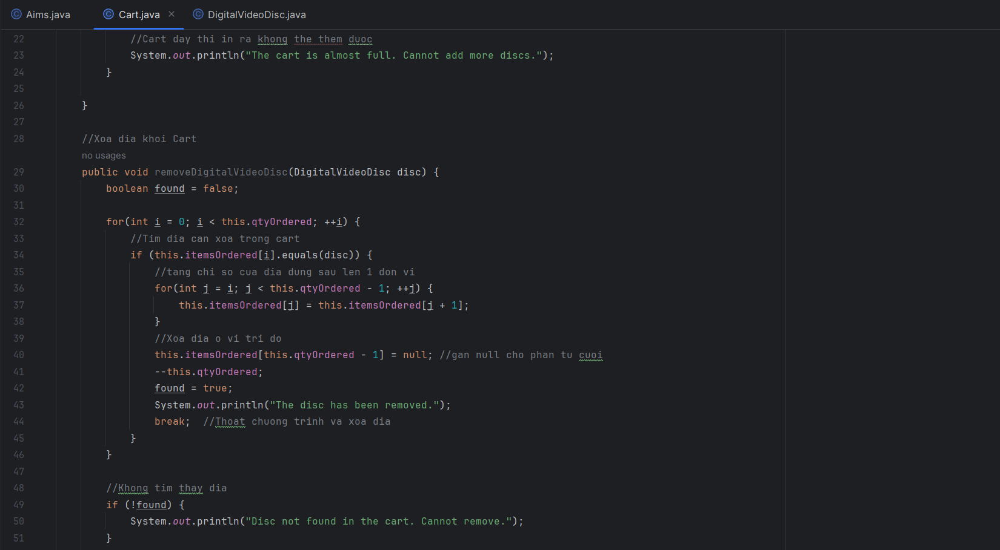 Aims.java Cart.java DigitalVideoDisc.java
22 //Cart day thi in ra khong the them duoc
23 System.out.println("The cart is almost full. Cannot add more discs.");
24 }
25
26 }
27
28 //Xoa dia khoi Cart
no usages
29 public void removeDigitalVideoDisc(DigitalVideoDisc disc) {
30 boolean found = false;
31
32 for(int i = 0; i < this.qtyOrdered; ++i) {
33 //Tim dia can xoa trong cart
34 if (this.itemsOrdered[i].equals(disc)) {
35 //tang chi so cua dia dung sau len 1 don vi
36 for(int j = i; j < this.qtyOrdered - 1; ++j) {
37 this.itemsOrdered[j] = this.itemsOrdered[j + 1];
38 }
39 //Xoa dia o vi tri do
40 this.itemsOrdered[this.qtyOrdered - 1] = null; //gan null cho phan tu cuoi
41 --this.qtyOrdered;
42 found = true;
43 System.out.println("The disc has been removed.");
44 break; //Thoat chuong trinh va xoa dia
45 }
46 }
47
48 //Khong tim thay dia
49 if (!found) {
50 System.out.println("Disc not found in the cart. Cannot remove.");
51 }